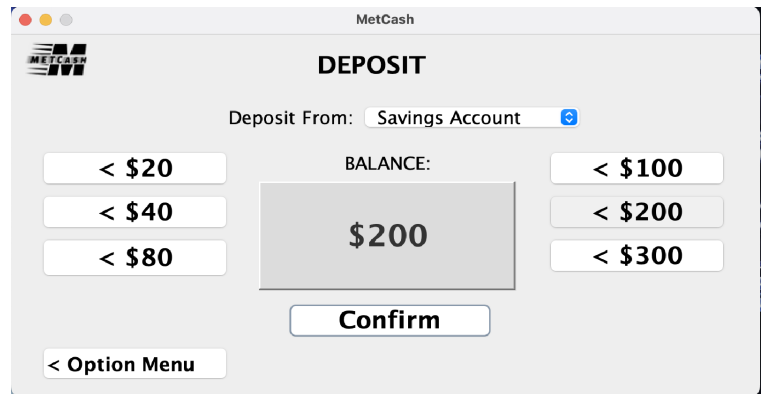 MetCash
METCASH
DEPOSIT
Deposit From: Savings Account
< $20
< $40
< $80
BALANCE:
$200
< $100
< $200
< $300
Confirm
< Option Menu